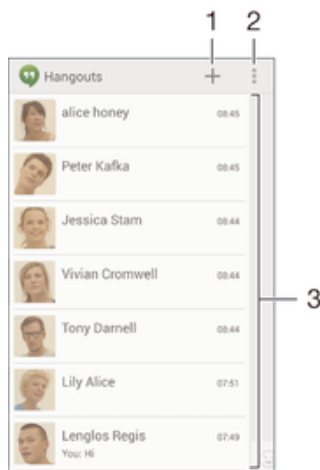 1 2
Hangouts
alice honey 08:45
Peter Kafka 08:45
Jessica Stam 08:44
3
Vivian Cromwell 08:44
Tony Darnell 08:44
Lily Alice 07:51
Lenglos Regis 07:49
You: Hi